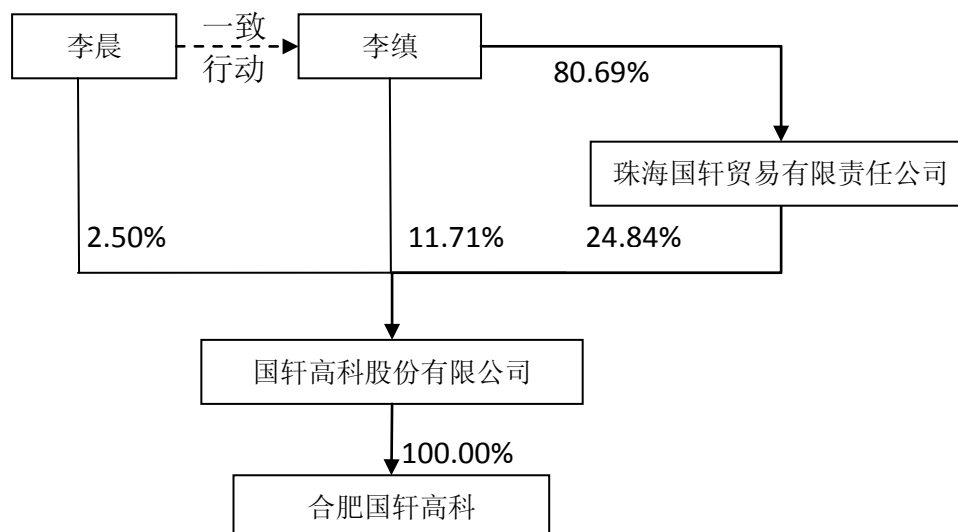 李晨
一致
行动
李缜
80.69%
珠海国轩贸易有限责任公司
2.50%
11.71%
24.84%
国轩高科股份有限公司
100.00%
合肥国轩高科